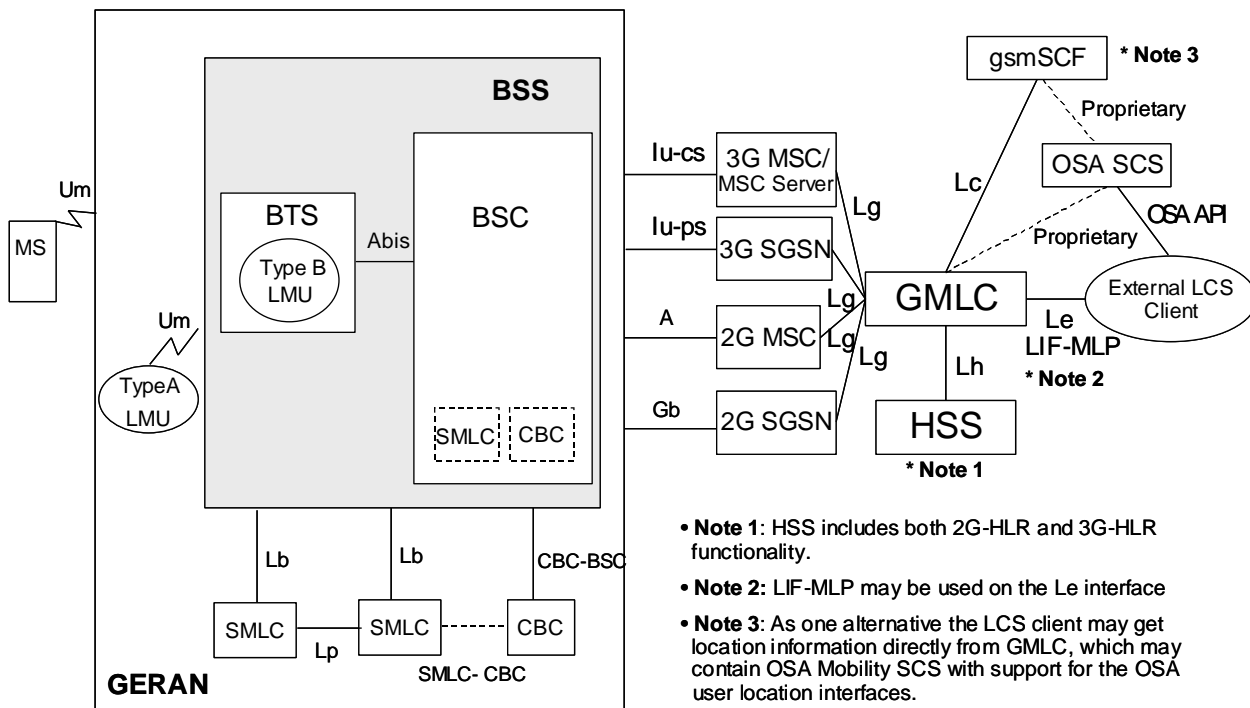 gsmSCF
* Note 3
BSS
Proprietary
Iu-cs
3G MSC/
MSC Server
OSA SCS
Um
Lc
BTS
BSC
Lg
OSA API
MS
Abis
Iu-ps
3G SGSN
Proprietary
Type B
LMU
GMLC
External LCS
Client
Um
A
Lg
2G MSC
Lg
Lg
Le
LIF-MLP
Lh
* Note 2
TypeA
LMU
Gb
2G SGSN
SMLC
CBC
HSS
* Note 1
Lb
Lb
CBC-BSC
SMLC
Lp
SMLC
CBC
SMLC- CBC
GERAN
• Note 1: HSS includes both 2G-HLR and 3G-HLR
functionality.
• Note 2: LIF-MLP may be used on the Le interface
• Note 3: As one alternative the LCS client may get
location information directly from GMLC, which may
contain OSA Mobility SCS with support for the OSA
user location interfaces.